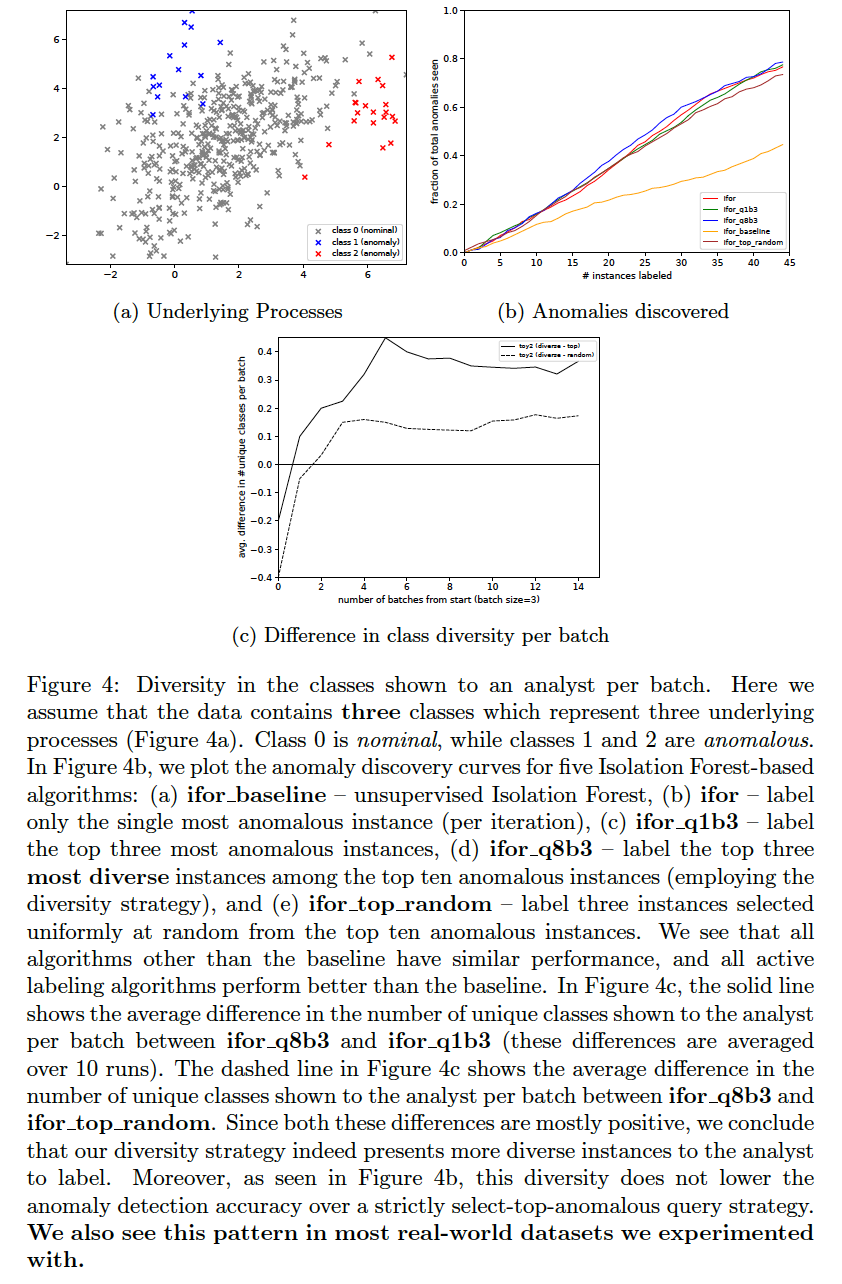 6
4
2
0
−2
−2
0
2
4
6
class 0 (nominal)
class 1 (anomaly)
class 2 (anomaly)
(a) Underlying Processes
fraction of total anomalies seen
1.0
0.8
0.6
0.4
0.2
0.0
0
5
10
15
20
25
30
35
40
45
# instances labeled
ifor
ifor_q1b3
ifor_q8b3
ifor_baseline
ifor_top_random
(b) Anomalies discovered
avg. difference in #unique classes per batch
0.4
0.3
0.2
0.1
0.0
−0.1
−0.2
−0.3
−0.4
0
2
4
6
8
10
12
14
number of batches from start (batch size=3)
toy2 (diverse - top)
toy2 (diverse - random)
(c) Difference in class diversity per batch
Figure 4: Diversity in the classes shown to an analyst per batch. Here we
assume that the data contains three classes which represent three underlying
processes (Figure 4a). Class 0 is nominal, while classes 1 and 2 are anomalous.
In Figure 4b, we plot the anomaly discovery curves for five Isolation Forest-based
algorithms: (a) ifor_baseline – unsupervised Isolation Forest, (b) ifor – label
only the single most anomalous instance (per iteration), (c) ifor_q1b3 – label
the top three most anomalous instances, (d) ifor_q8b3 – label the top three
most diverse instances among the top ten anomalous instances (employing the
diversity strategy), and (e) ifor_top_random – label three instances selected
uniformly at random from the top ten anomalous instances. We see that all
algorithms other than the baseline have similar performance, and all active
labeling algorithms perform better than the baseline. In Figure 4c, the solid line
shows the average difference in the number of unique classes shown to the analyst
per batch between ifor_q8b3 and ifor_q1b3 (these differences are averaged
over 10 runs). The dashed line in Figure 4c shows the average difference in the
number of unique classes shown to the analyst per batch between ifor_q8b3 and
ifor_top_random. Since both these differences are mostly positive, we conclude
that our diversity strategy indeed presents more diverse instances to the analyst
to label. Moreover, as seen in Figure 4b, this diversity does not lower the
anomaly detection accuracy over a strictly select-top-anomalous query strategy.
We also see this pattern in most real-world datasets we experimented
with.